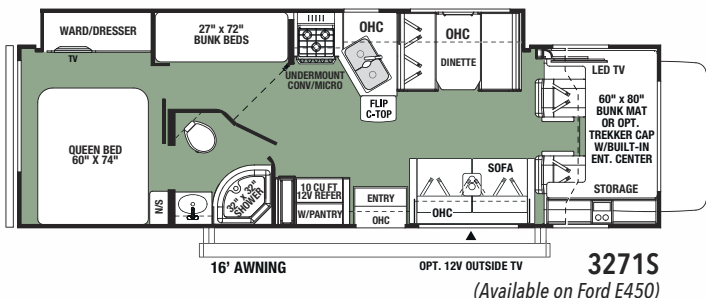 WARD/DRESSER
TV
27" x 72"
BUNK BEDS
UNDERMOUNT
CONV/MICRO
OHC
FLIP
C-TOP
OHC
DINETTE
LED TV
60" x 80"
BUNK MAT
OR OPT.
TREKKER CAP
W/BUILT-IN
ENT. CENTER
STORAGE
QUEEN BED
60" X 74"
N/S
32" x 32"
SHOWER
10 CU FT
12V REFER
W/PANTRY
ENTRY
OHC
SOFA
OHC
16' AWNING
OPT. 12V OUTSIDE TV
3271S
(Available on Ford E450)